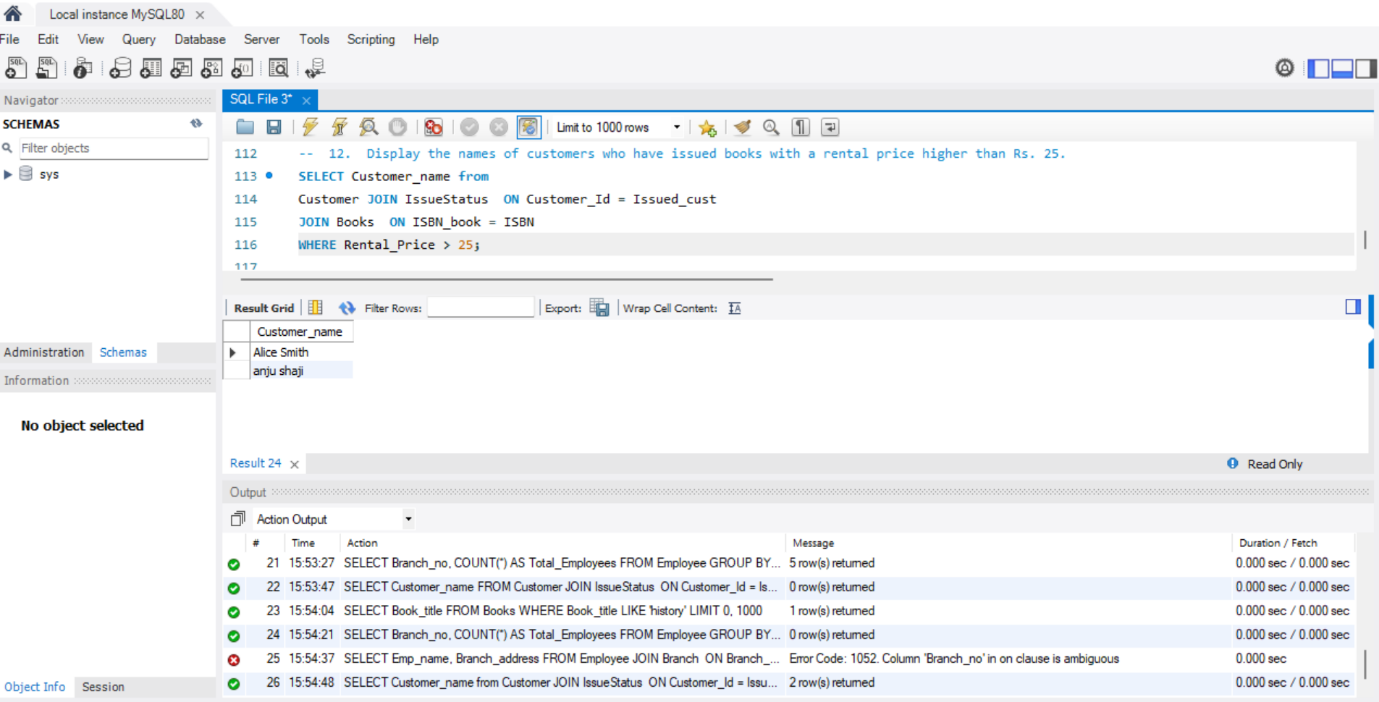 Local instance MySQL80 ×
File Edit View Query Database Server Tools Scripting Help
Navigator
SCHEMAS
Filter objects
sys
Administration Schemas
Information
No object selected
Object Info Session
SQL File 3* ×
Limit to 1000 rows
112 -- 12. Display the names of customers who have issued books with a rental price higher than Rs. 25.
113 SELECT Customer_name from
114 Customer JOIN IssueStatus ON Customer_Id = Issued_cust
115 JOIN Books ON ISBN_book = ISBN
116 WHERE Rental_Price > 25;
117
Result Grid Filter Rows: Export: Wrap Cell Content: IA
Customer_name
Alice Smith
anju shaji
Result 24 × Read Only
Output
Action Output
# Time Action Message Duration / Fetch
21 15:53:27 SELECT Branch_no, COUNT(*) AS Total_Employees FROM Employee GROUP BY... 5 row(s) returned 0.000 sec / 0.000 sec
22 15:53:47 SELECT Customer_name FROM Customer JOIN IssueStatus ON Customer_Id = Is... 0 row(s) returned 0.000 sec / 0.000 sec
23 15:54:04 SELECT Book_title FROM Books WHERE Book_title LIKE 'history' LIMIT 0, 1000 1 row(s) returned 0.000 sec / 0.000 sec
24 15:54:21 SELECT Branch_no, COUNT(*) AS Total_Employees FROM Employee GROUP BY... 0 row(s) returned 0.000 sec / 0.000 sec
25 15:54:37 SELECT Emp_name, Branch_address FROM Employee JOIN Branch ON Branch_... Error Code: 1052. Column 'Branch_no' in on clause is ambiguous 0.000 sec
26 15:54:48 SELECT Customer_name from Customer JOIN IssueStatus ON Customer_Id = Issu... 2 row(s) returned 0.000 sec / 0.000 sec